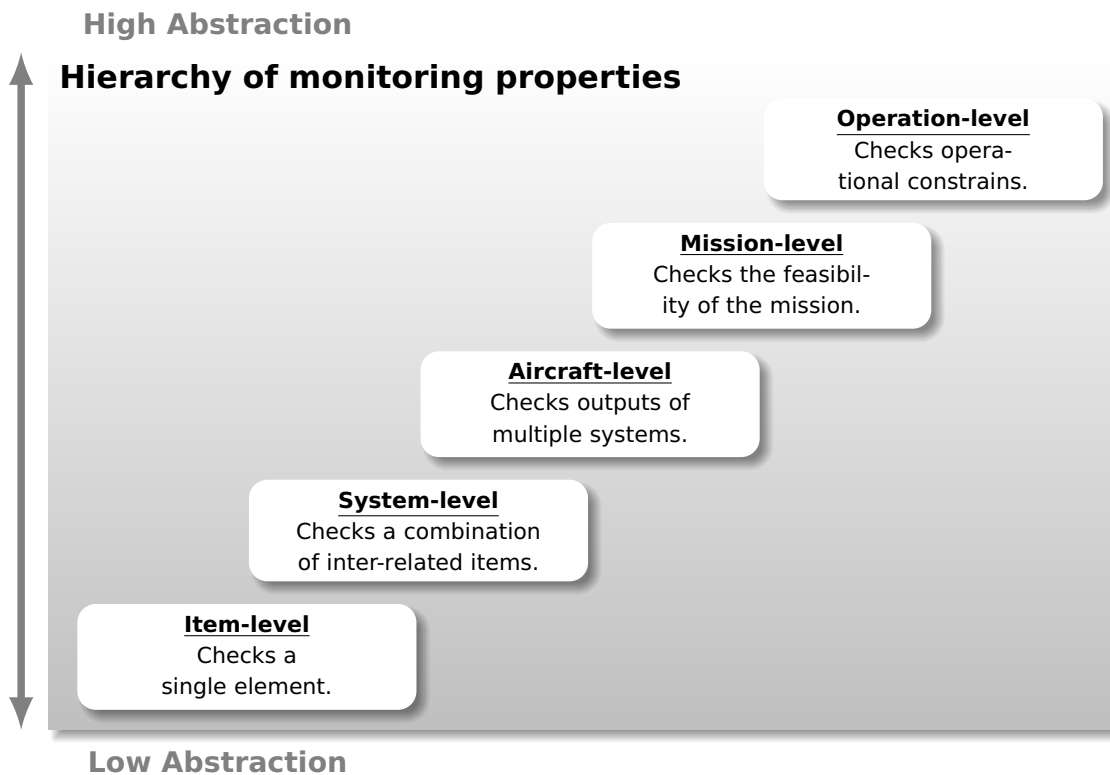 High Abstraction
Hierarchy of monitoring properties
Operation-level
Checks opera-
tional constrains.
Mission-level
Checks the feasibil-
ity of the mission.
Aircraft-level
Checks outputs of
multiple systems.
System-level
Checks a combination
of inter-related items.
Item-level
Checks a
single element.
Low Abstraction